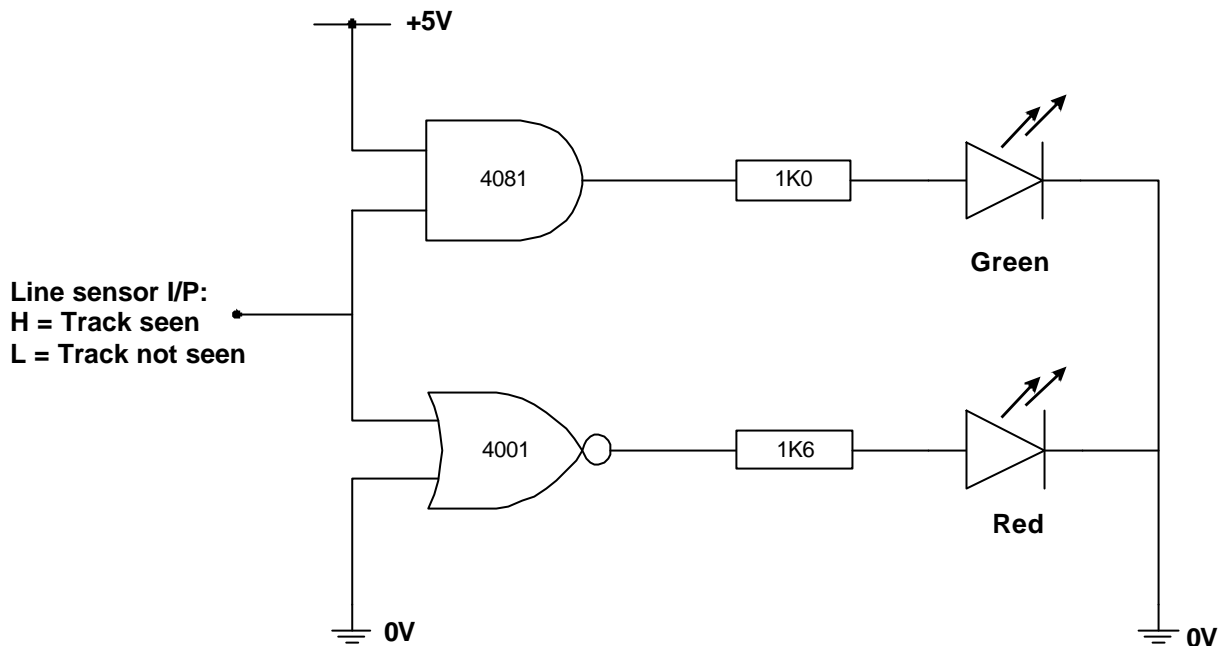 +5V
4081
1K0
Green
Line sensor I/P:
H = Track seen
L = Track not seen
4001
1K6
Red
0V
0V